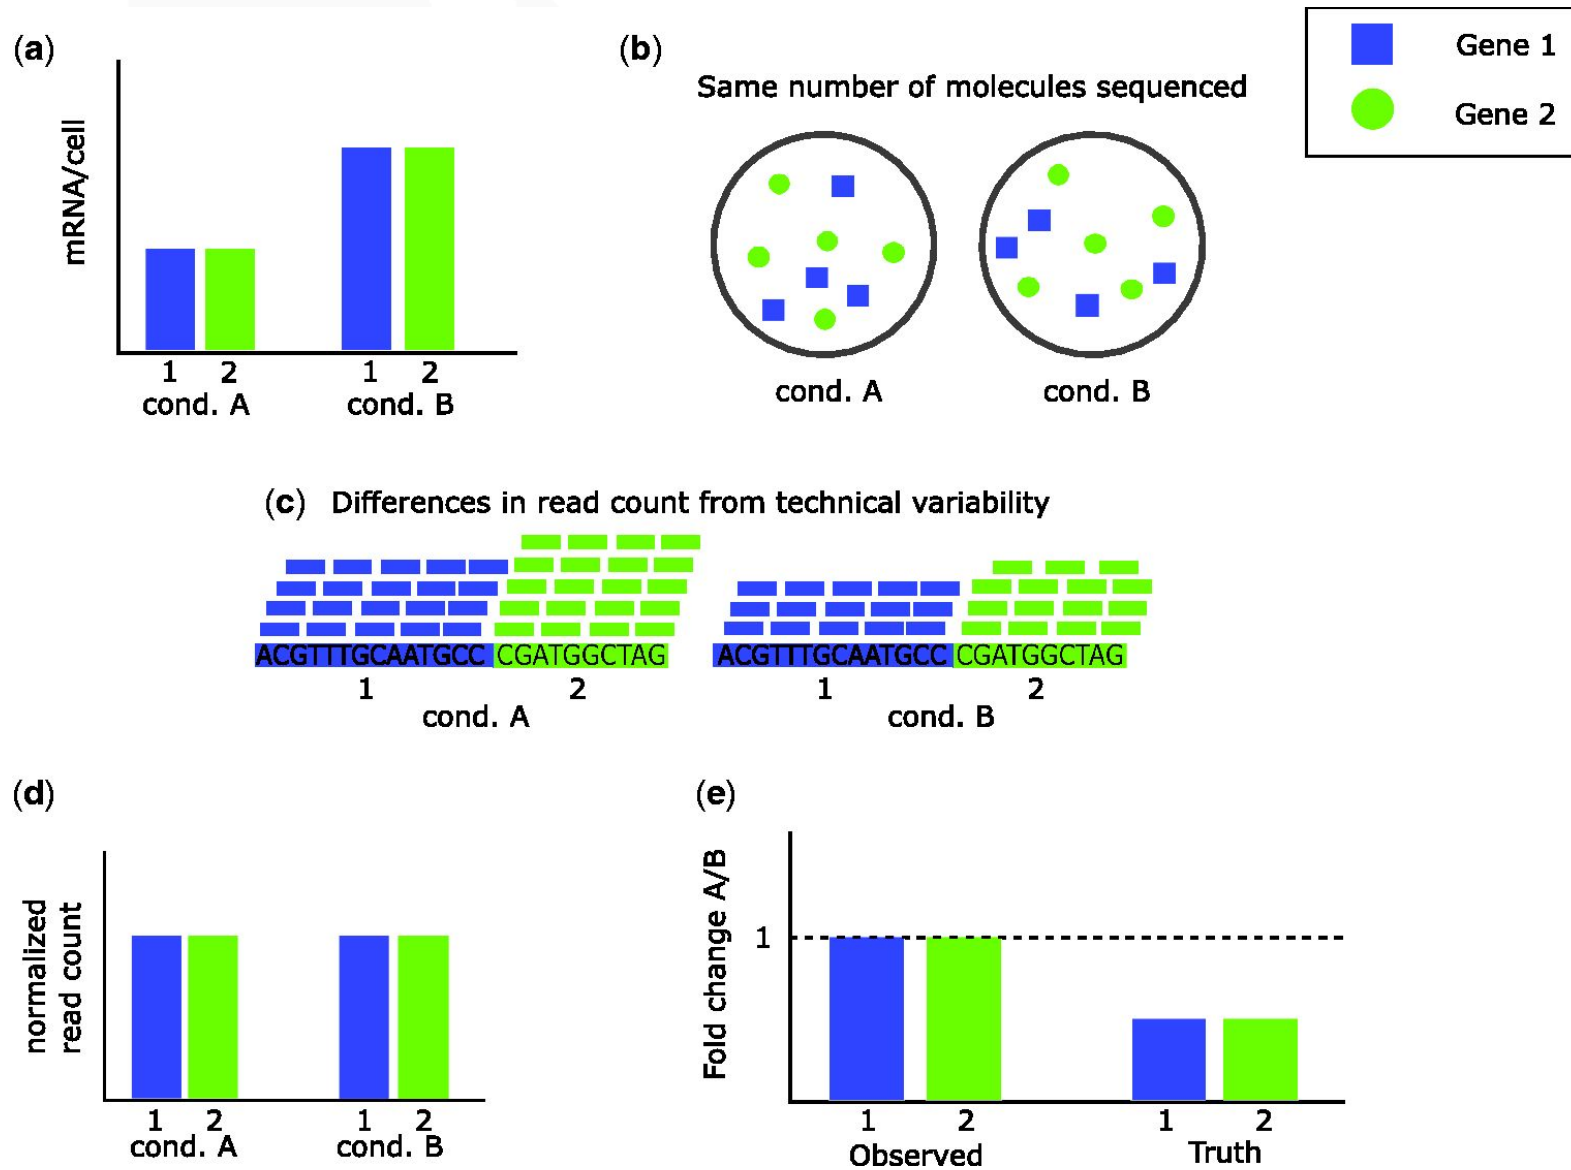 (a)
mRNA/cell
1 2 1 2
cond. A cond. B
(b)
Same number of molecules sequenced
cond. A cond. B
Gene 1
Gene 2
(c) Differences in read count from technical variability
ACGTTTGCAATGCC CGATGGCTAG ACGTTTGCAATGCC CGATGGCTAG
1 2 1 2
cond. A cond. B
(d)
normalized
read count
1 2 1 2
cond. A cond. B
(e)
Fold change A/B
1
1 2 1 2
Observed Truth